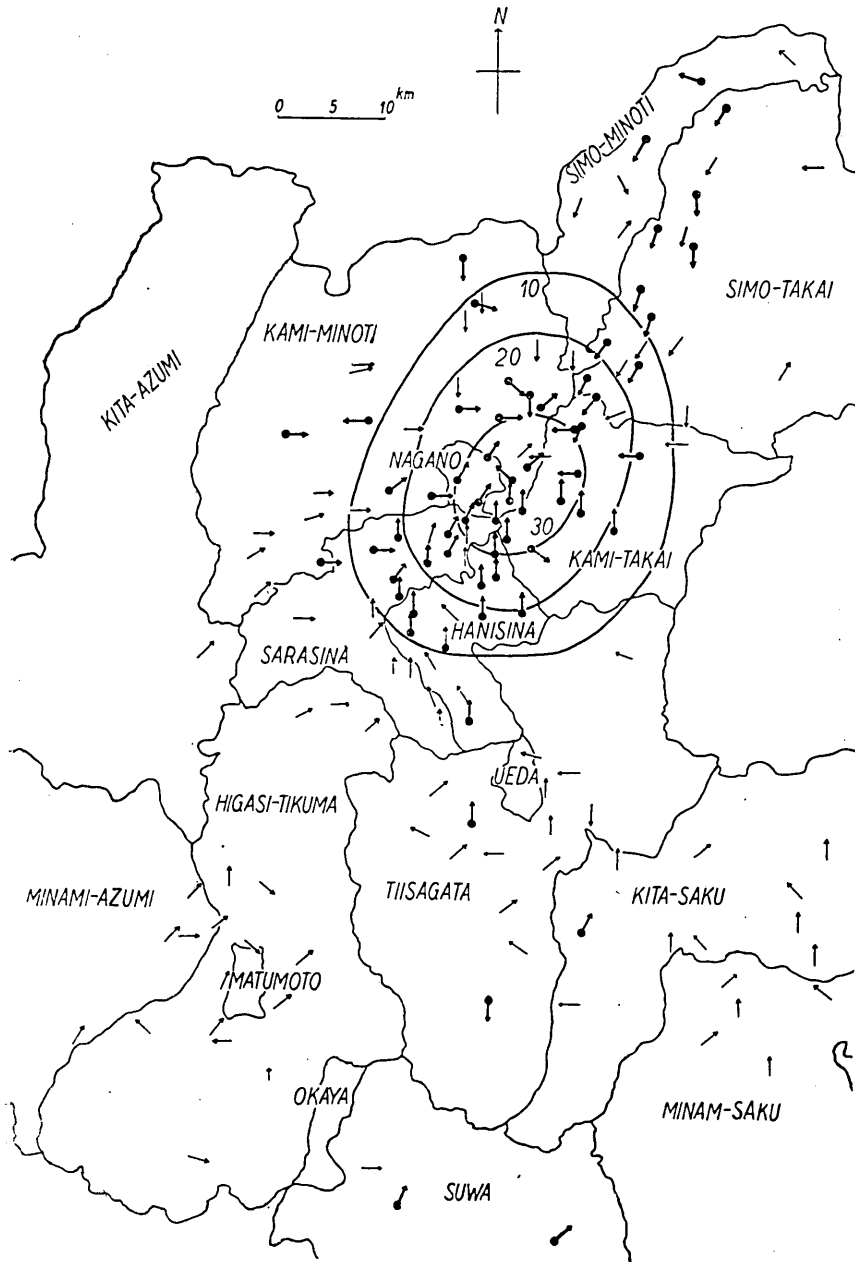 N
0 5 10 km
SIMO-MINOTI
SIMO-TAKAI
10
KAMI-MINOTI
20
KITA-AZUMI
NAGANO
30
KAMI-TAKAI
HANISINA
SARASINA
UEDA
HIGASI-TIKUMA
MINAMI-AZUMI
TIISAGATA
KITA-SAKU
MATUMOTO
OKAYA
MINAM-SAKU
SUWA